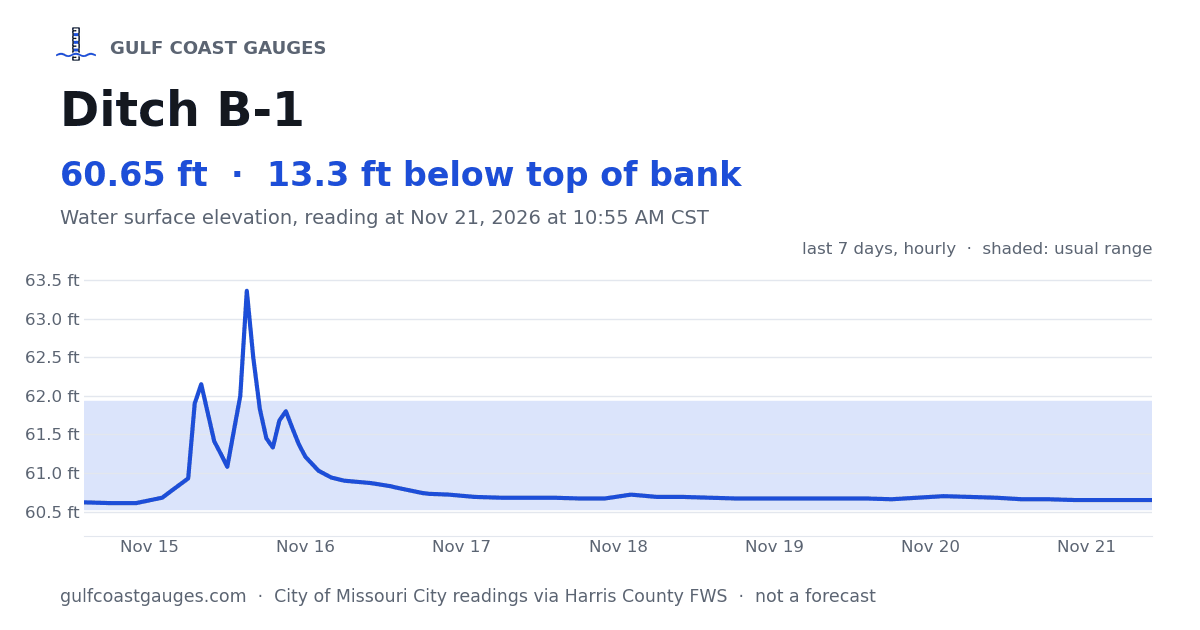 GULF COAST GAUGES
Ditch B-1
60.65 ft · 13.3 ft below top of bank
Water surface elevation, reading at Nov 21, 2026 at 10:55 AM CST
last 7 days, hourly · shaded: usual range
63.5 ft
63.0 ft
62.5 ft
62.0 ft
61.5 ft
61.0 ft
60.5 ft
Nov 15 Nov 16 Nov 17 Nov 18 Nov 19 Nov 20 Nov 21
gulfcoastgauges.com · City of Missouri City readings via Harris County FWS · not a forecast